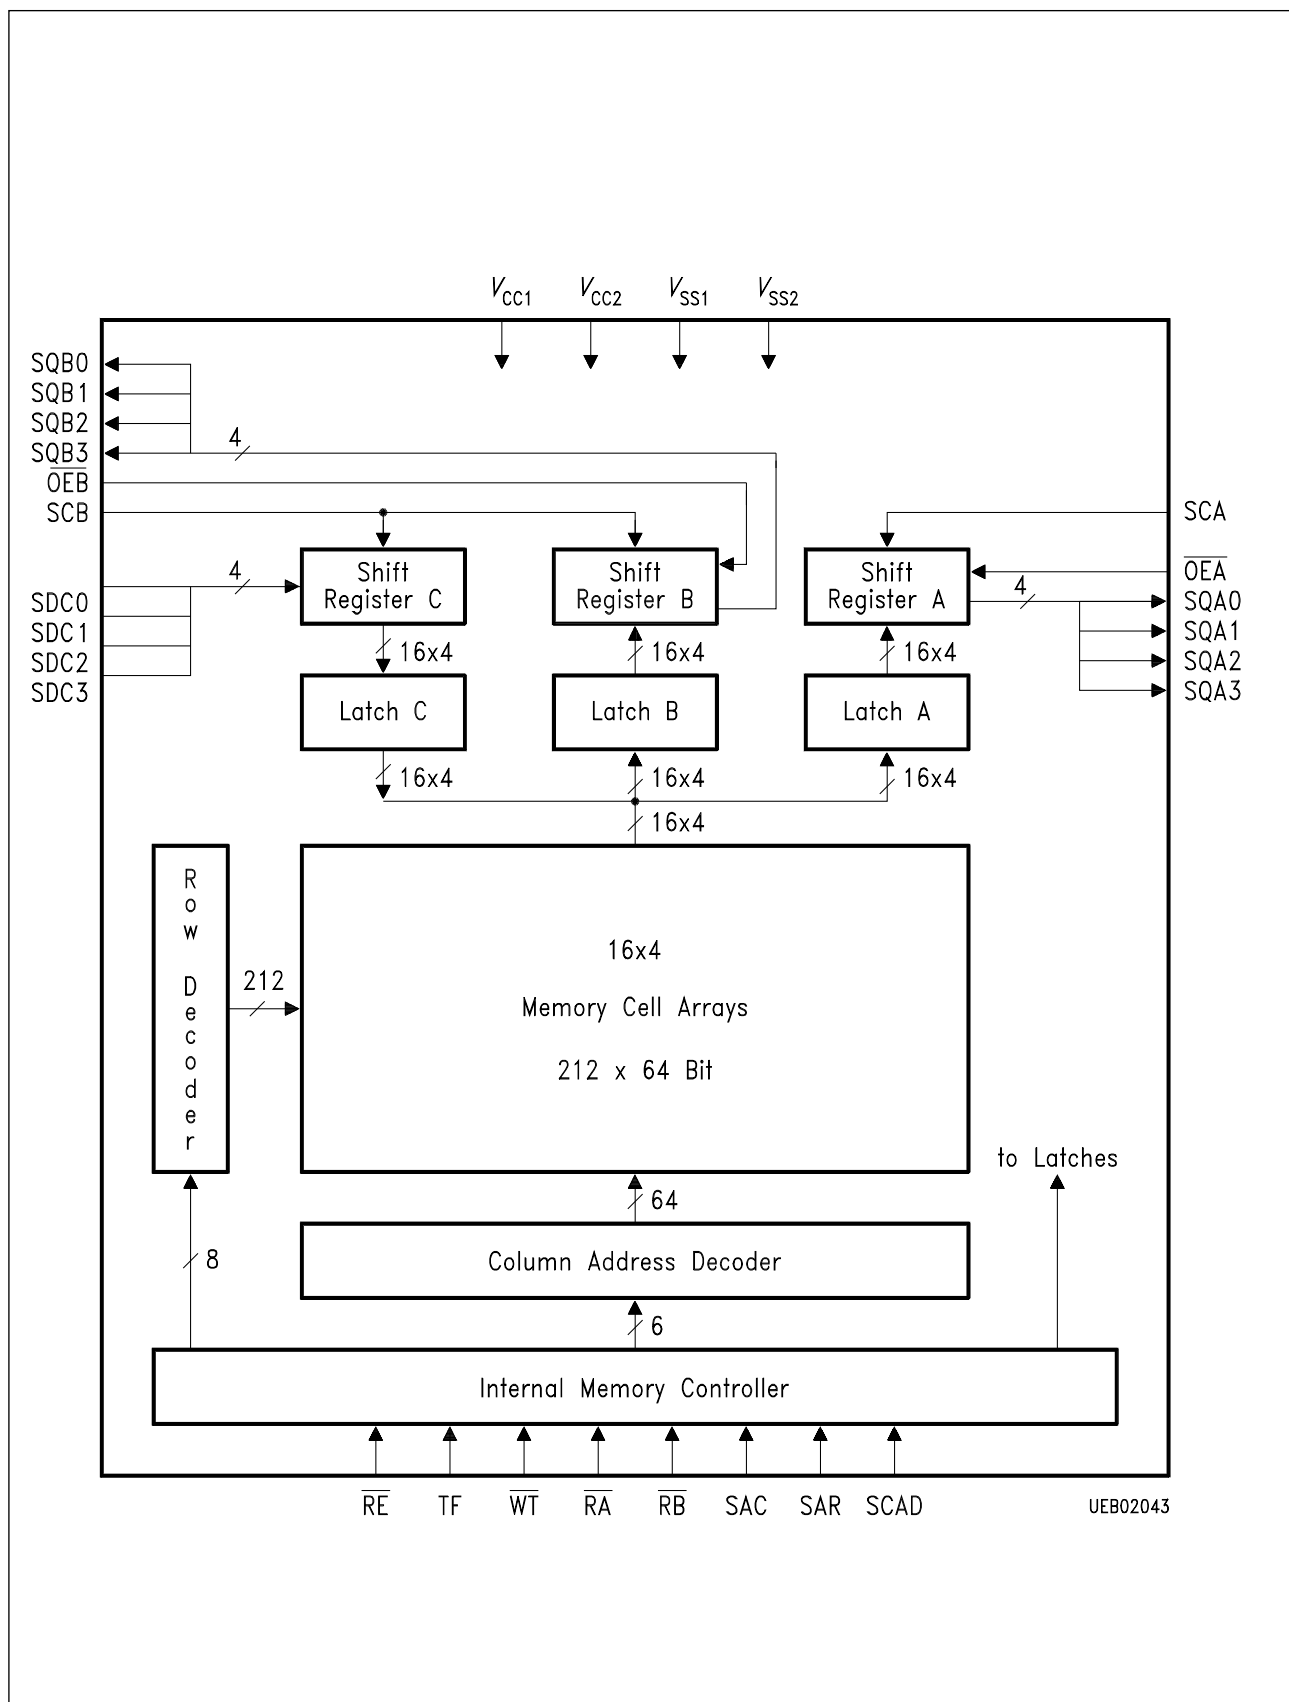 VCC1 VCC2 VSS1 VSS2
SQB0
SQB1
SQB2
SQB3 4
OEB
SCB
SCA
4
SDC0
SDC1
SDC2
SDC3
Shift
Register C
Shift
Register B
Shift
Register A
OEA
4
SQA0
SQA1
SQA2
SQA3
16x4 16x4 16x4
Latch C Latch B Latch A
16x4 16x4 16x4
16x4
Row Decoder
212
16x4
Memory Cell Arrays
212 x 64 Bit
to Latches
64
8
Column Address Decoder
6
Internal Memory Controller
RE TF WT RA RB SAC SAR SCAD
UEB02043